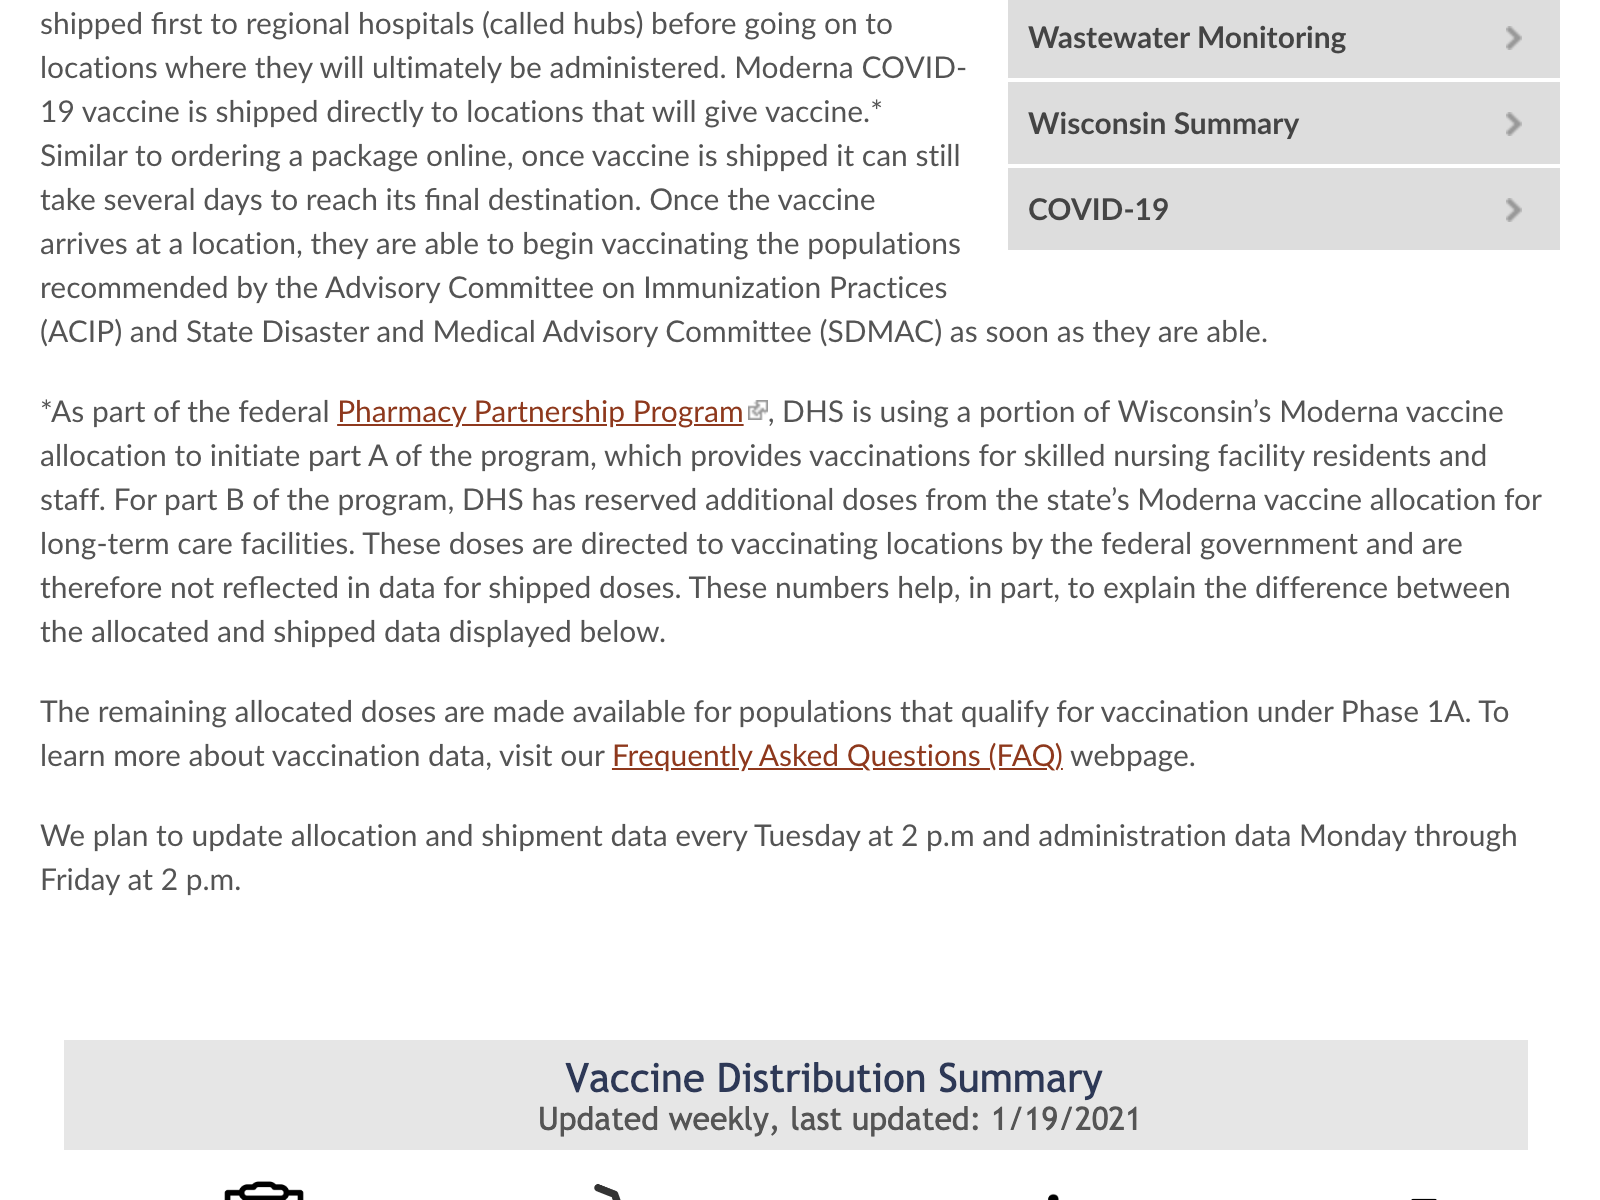 shipped first to regional hospitals (called hubs) before going on to
locations where they will ultimately be administered. Moderna COVID-
19 vaccine is shipped directly to locations that will give vaccine.*
Similar to ordering a package online, once vaccine is shipped it can still
take several days to reach its final destination. Once the vaccine
arrives at a location, they are able to begin vaccinating the populations
recommended by the Advisory Committee on Immunization Practices
(ACIP) and State Disaster and Medical Advisory Committee (SDMAC) as soon as they are able.
Wastewater Monitoring
Wisconsin Summary
COVID-19
*As part of the federal Pharmacy Partnership Program, DHS is using a portion of Wisconsin’s Moderna vaccine
allocation to initiate part A of the program, which provides vaccinations for skilled nursing facility residents and
staff. For part B of the program, DHS has reserved additional doses from the state’s Moderna vaccine allocation for
long-term care facilities. These doses are directed to vaccinating locations by the federal government and are
therefore not reflected in data for shipped doses. These numbers help, in part, to explain the difference between
the allocated and shipped data displayed below.
The remaining allocated doses are made available for populations that qualify for vaccination under Phase 1A. To
learn more about vaccination data, visit our Frequently Asked Questions (FAQ) webpage.
We plan to update allocation and shipment data every Tuesday at 2 p.m and administration data Monday through
Friday at 2 p.m.
Vaccine Distribution Summary
Updated weekly, last updated: 1/19/2021